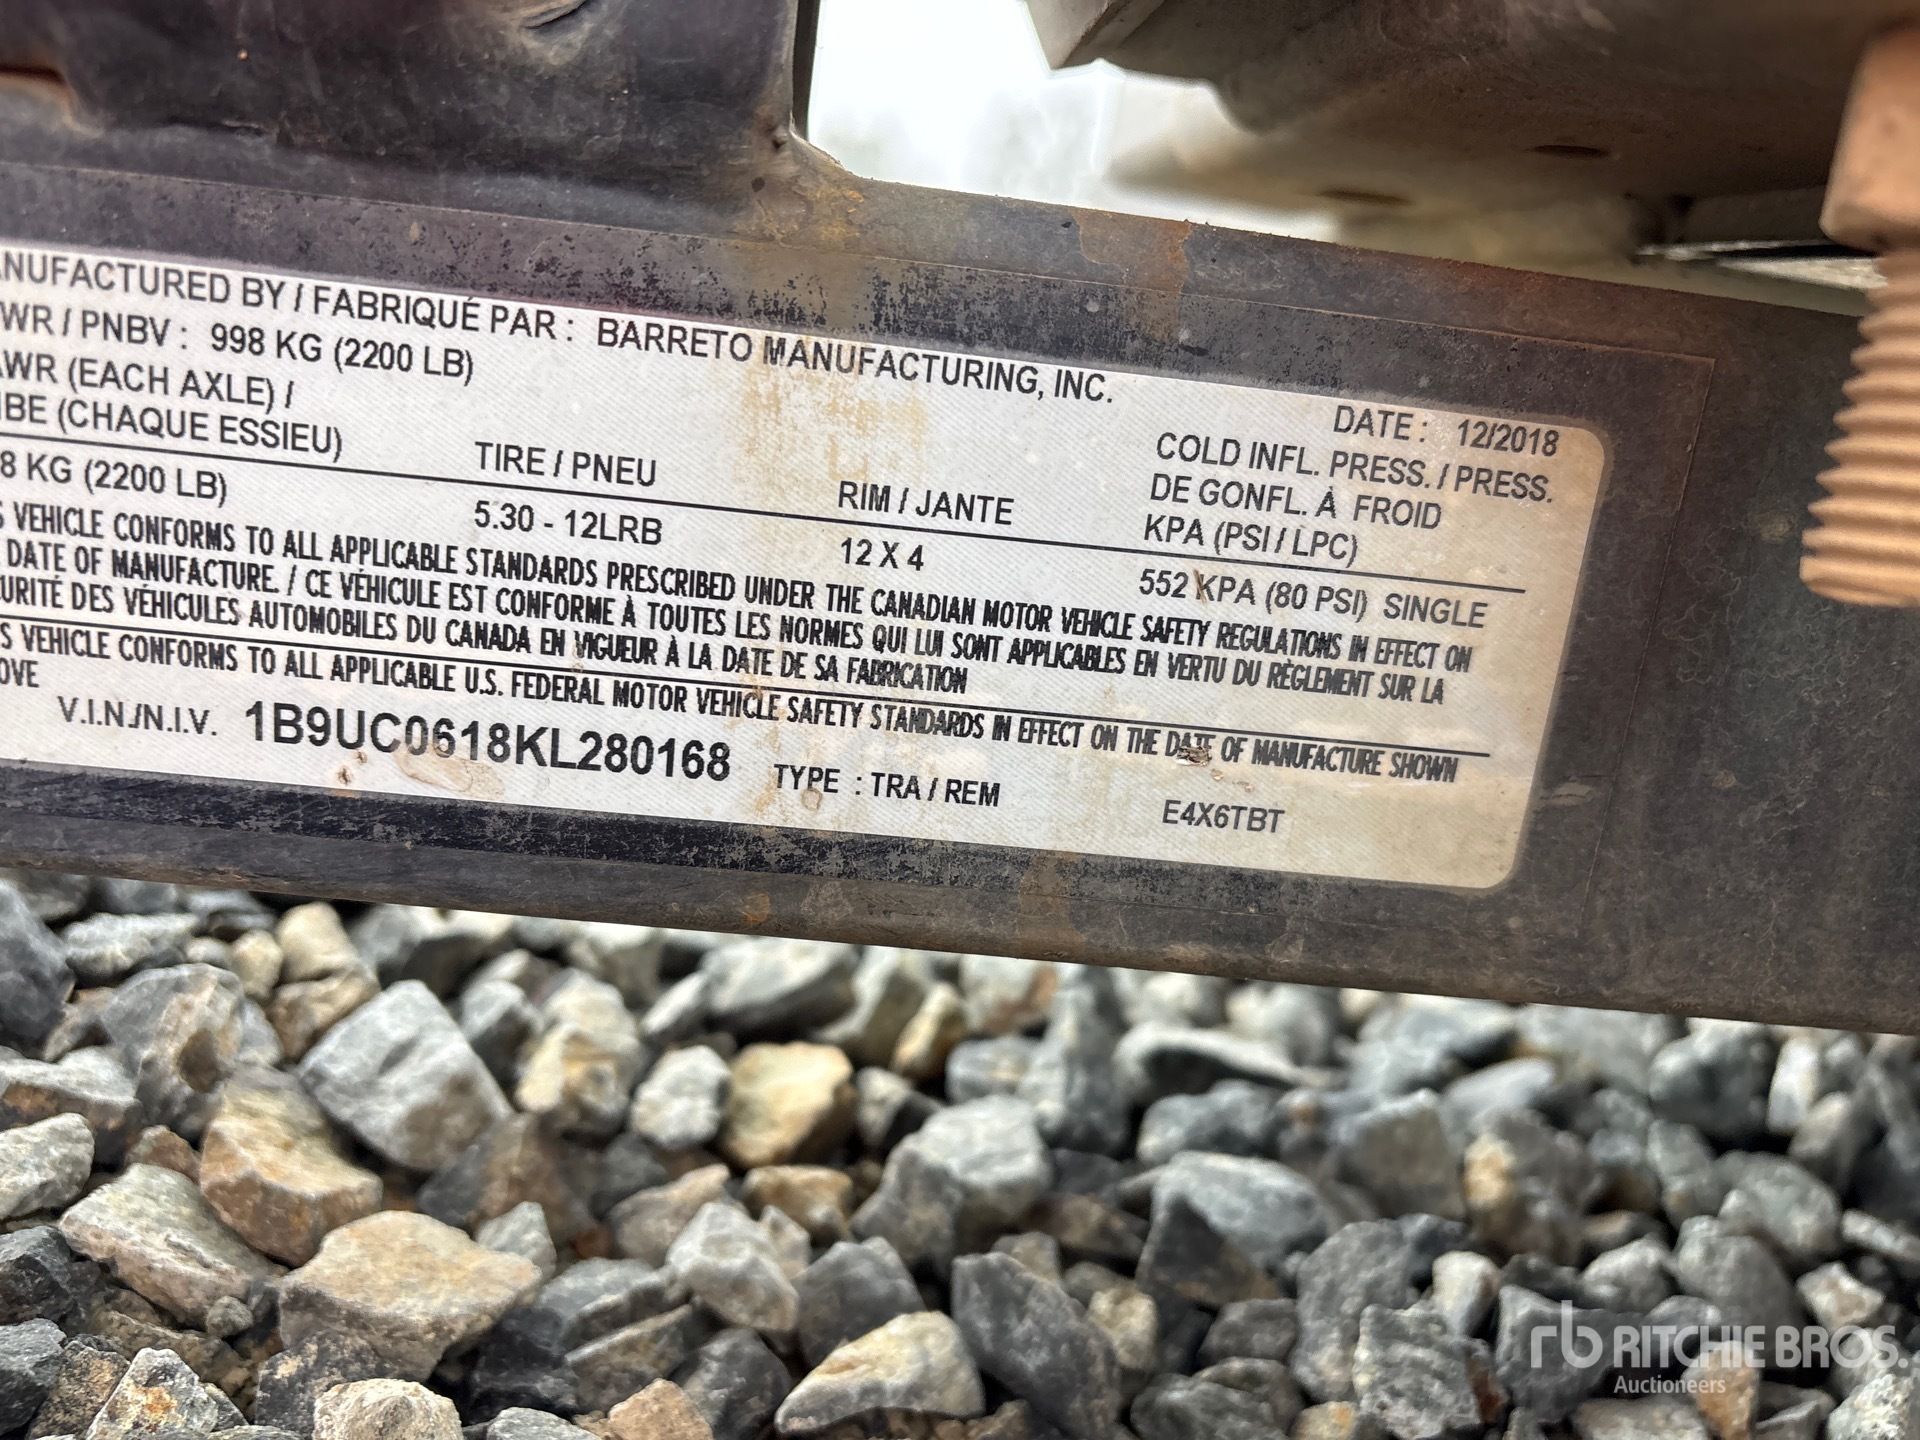 ANUFACTURED BY / FABRIQUÉ PAR : BARRETO MANUFACTURING, INC.
WR / PNBV : 998 KG (2200 LB)
DATE : 12/2018
AWR (EACH AXLE) /
BE (CHAQUE ESSIEU)
TIRE / PNEU
RIM / JANTE
COLD INFL. PRESS. / PRESS.
DE GONFL. À FROID
KPA (PSI / LPC)
8 KG (2200 LB)
5.30 - 12LRB
12 X 4
552 KPA (80 PSI) SINGLE
S VEHICLE CONFORMS TO ALL APPLICABLE STANDARDS PRESCRIBED UNDER THE CANADIAN MOTOR VEHICLE SAFETY REGULATIONS IN EFFECT ON
DATE OF MANUFACTURE. / CE VÉHICULE EST CONFORME À TOUTES LES NORMES QUI LUI SONT APPLICABLES EN VERTU DU RÈGLEMENT SUR LA
URITÉ DES VÉHICULES AUTOMOBILES DU CANADA EN VIGUEUR À LA DATE DE SA FABRICATION
S VEHICLE CONFORMS TO ALL APPLICABLE U.S. FEDERAL MOTOR VEHICLE SAFETY STANDARDS IN EFFECT ON THE DATE OF MANUFACTURE SHOWN
OVE
V.I.N./N.I.V. 1B9UC0618KL280168 TYPE : TRA / REM E4X6TBT
rb RITCHIE BROS.
Auctioneers